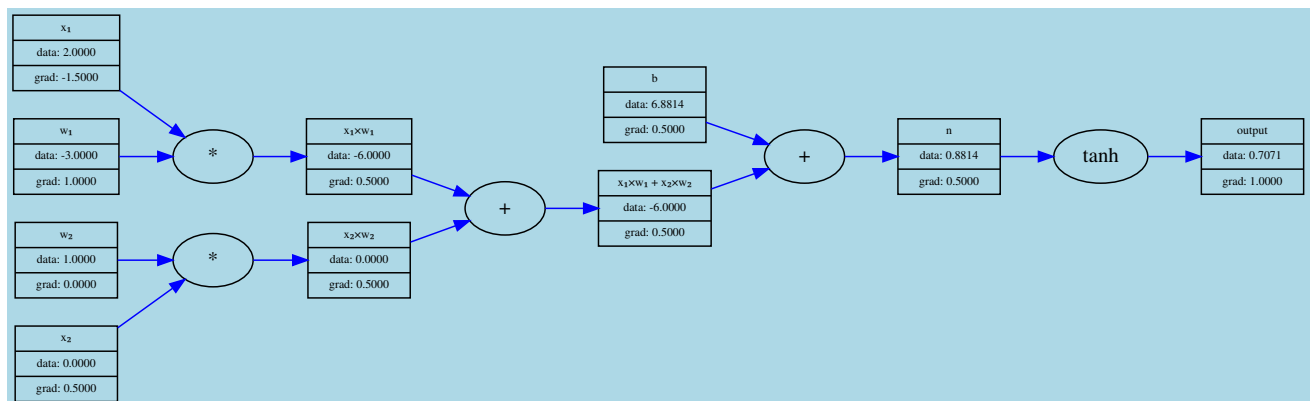 x₁
data: 2.0000
grad: -1.5000
w₁
data: -3.0000
grad: 1.0000
w₂
data: 1.0000
grad: 0.0000
x₂
data: 0.0000
grad: 0.5000
*
*
x₁×w₁
data: -6.0000
grad: 0.5000
x₂×w₂
data: 0.0000
grad: 0.5000
+
b
data: 6.8814
grad: 0.5000
x₁×w₁ + x₂×w₂
data: -6.0000
grad: 0.5000
+
n
data: 0.8814
grad: 0.5000
tanh
output
data: 0.7071
grad: 1.0000